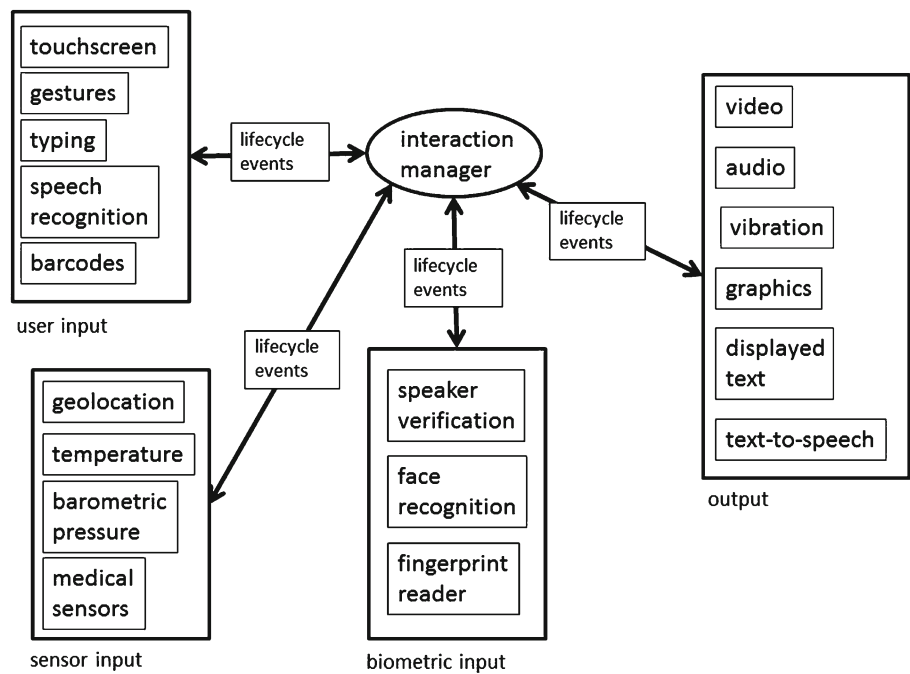 touchscreen
gestures
typing
speech
recognition
barcodes
user input
lifecycle
events
interaction
manager
lifecycle
events
lifecycle
events
lifecycle
events
video
audio
vibration
graphics
displayed
text
text-to-speech
output
geolocation
temperature
barometric
pressure
medical
sensors
sensor input
speaker
verification
face
recognition
fingerprint
reader
biometric input